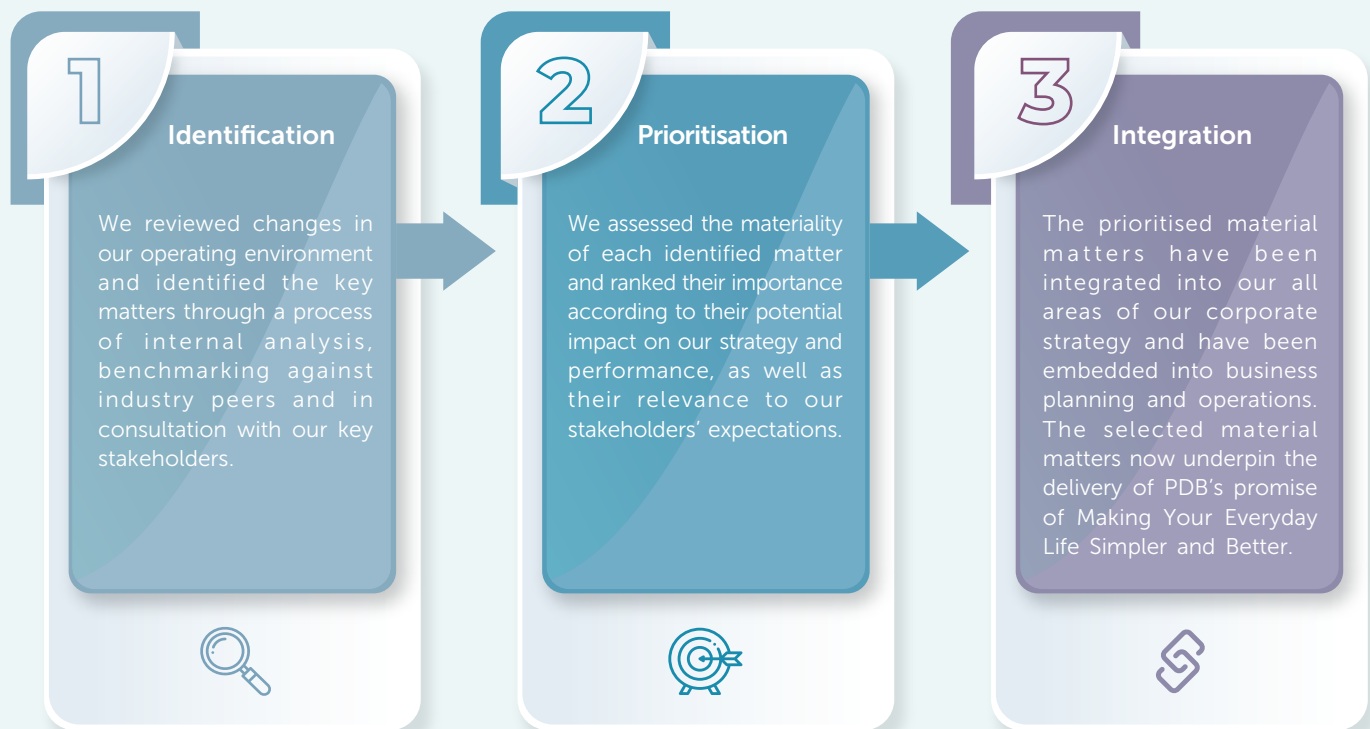 1
Identification
We reviewed changes in
our operating environment
and identified the key
matters through a process
of internal analysis,
benchmarking against
industry peers and in
consultation with our key
stakeholders.
2
Prioritisation
We assessed the materiality
of each identified matter
and ranked their importance
according to their potential
impact on our strategy and
performance, as well as
their relevance to our
stakeholders’ expectations.
3
Integration
The prioritised material
matters have been
integrated into our all
areas of our corporate
strategy and have been
embedded into business
planning and operations.
The selected material
matters now underpin the
delivery of PDB’s promise
of Making Your Everyday
Life Simpler and Better.